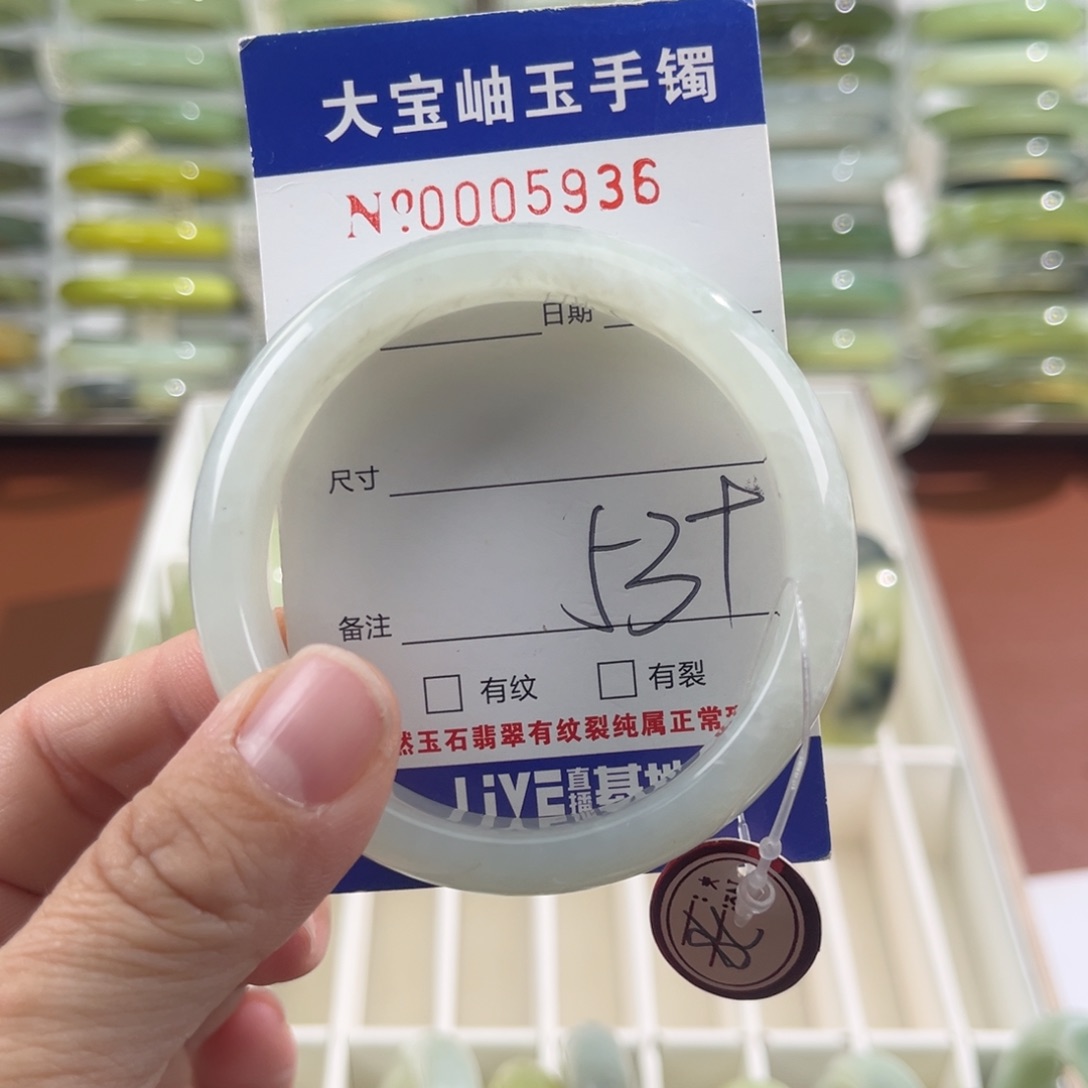 大宝岫玉手镯
Nº0005936
日期
尺寸
备注
有纹 有裂
然玉石翡翠有纹裂纯属正常
LiVE直播基地